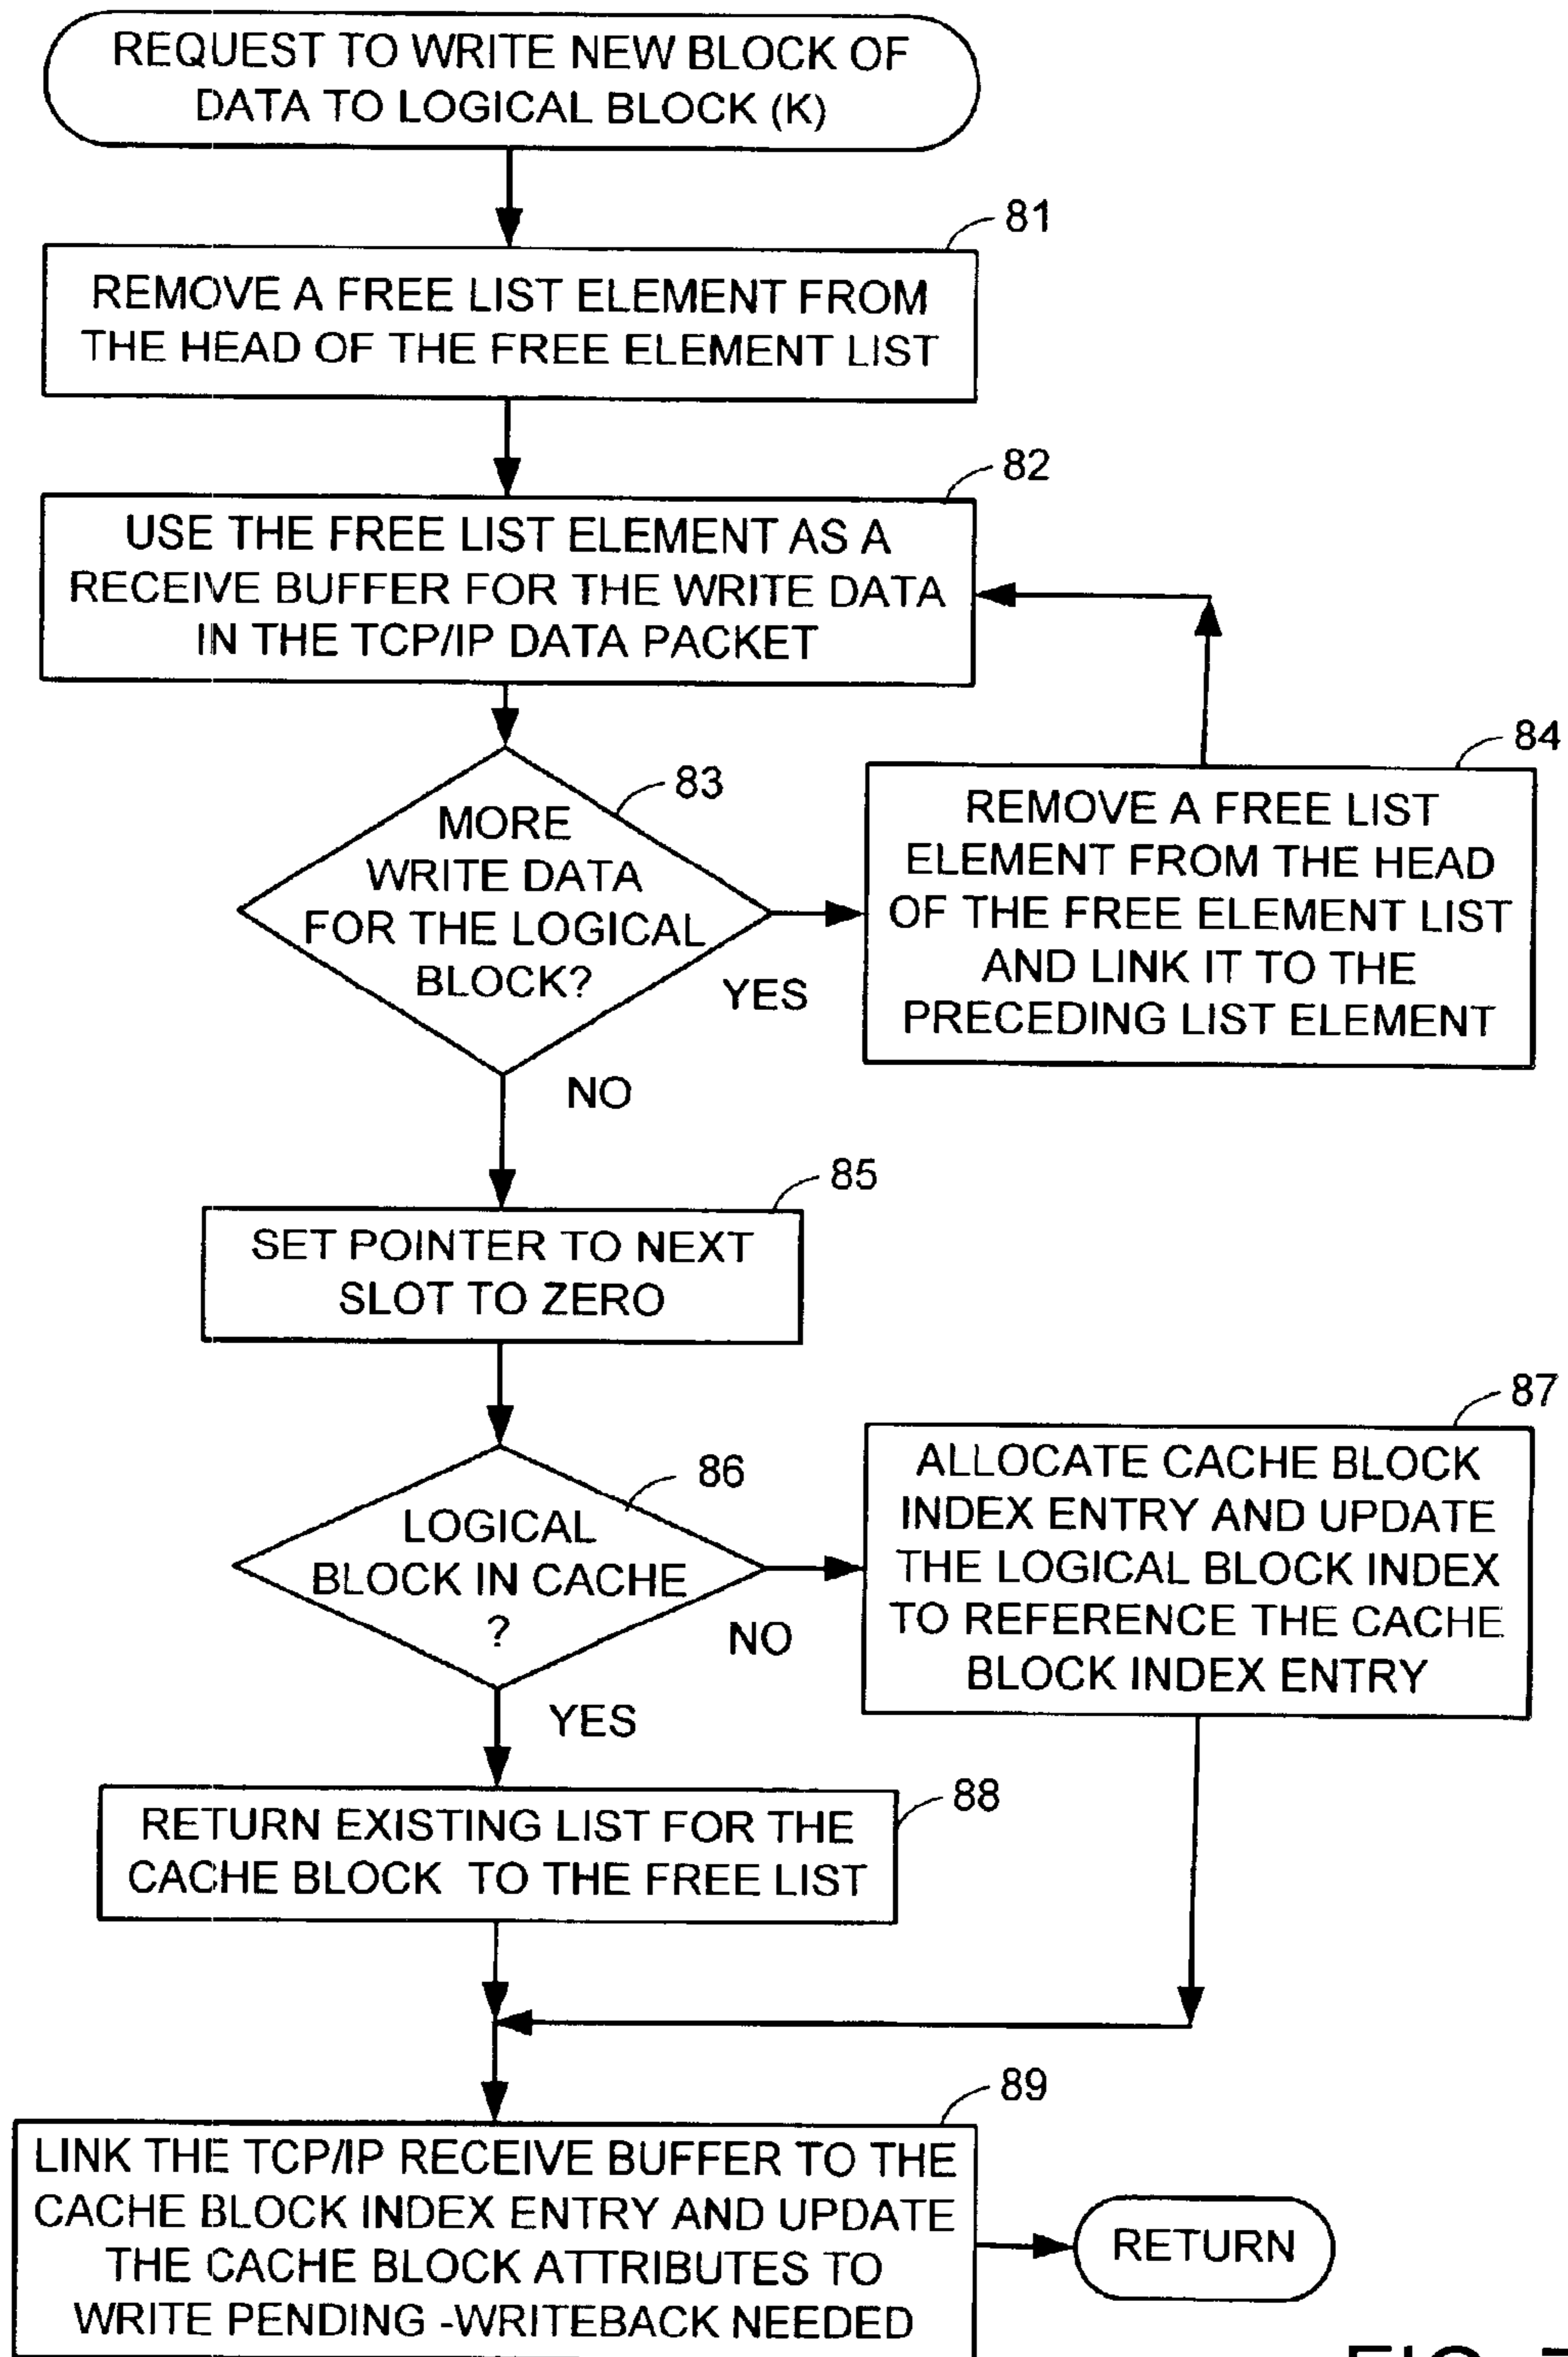 REQUEST TO WRITE NEW BLOCK OF
DATA TO LOGICAL BLOCK (K)
81
REMOVE A FREE LIST ELEMENT FROM
THE HEAD OF THE FREE ELEMENT LIST
82
USE THE FREE LIST ELEMENT AS A
RECEIVE BUFFER FOR THE WRITE DATA
IN THE TCP/IP DATA PACKET
83
MORE
WRITE DATA
FOR THE LOGICAL
BLOCK?
YES
NO
84
REMOVE A FREE LIST
ELEMENT FROM THE HEAD
OF THE FREE ELEMENT LIST
AND LINK IT TO THE
PRECEDING LIST ELEMENT
85
SET POINTER TO NEXT
SLOT TO ZERO
86
LOGICAL
BLOCK IN CACHE
?
NO
YES
87
ALLOCATE CACHE BLOCK
INDEX ENTRY AND UPDATE
THE LOGICAL BLOCK INDEX
TO REFERENCE THE CACHE
BLOCK INDEX ENTRY
88
RETURN EXISTING LIST FOR THE
CACHE BLOCK TO THE FREE LIST
89
LINK THE TCP/IP RECEIVE BUFFER TO THE
CACHE BLOCK INDEX ENTRY AND UPDATE
THE CACHE BLOCK ATTRIBUTES TO
WRITE PENDING -WRITEBACK NEEDED
RETURN
FIG.